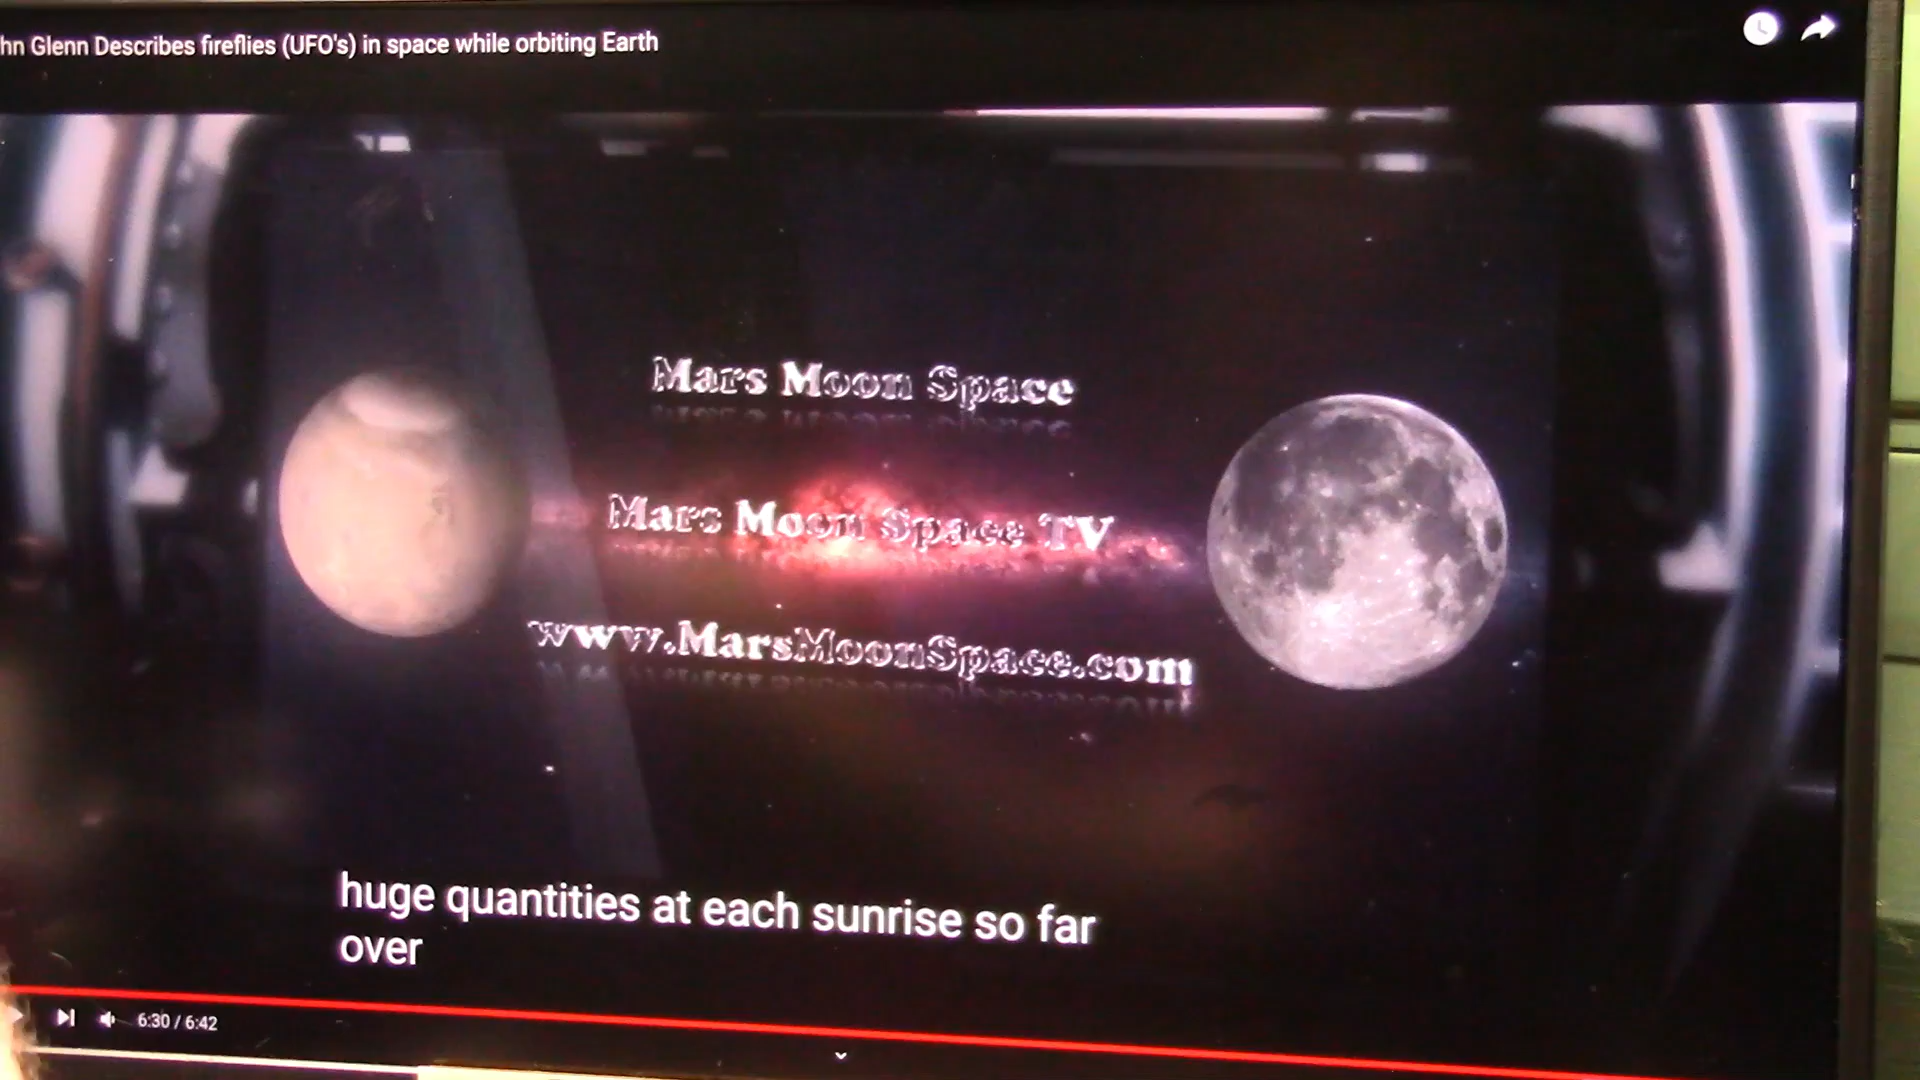 hn Glenn Describes fireflies (UFO's) in space while orbiting Earth
Mars Moon Space
Mars Moon Space TV
www.MarsMoonSpace.com
huge quantities at each sunrise so far
over
6:30 / 6:42